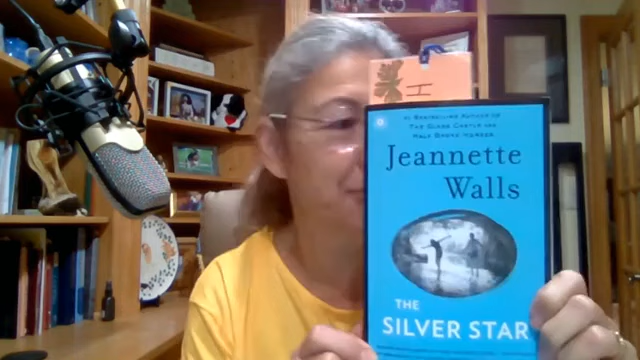 #1 BESTSELLING AUTHOR OF
THE GLASS CASTLE AND
HALF BROKE HORSES
Jeannette
Walls
THE
SILVER STAR